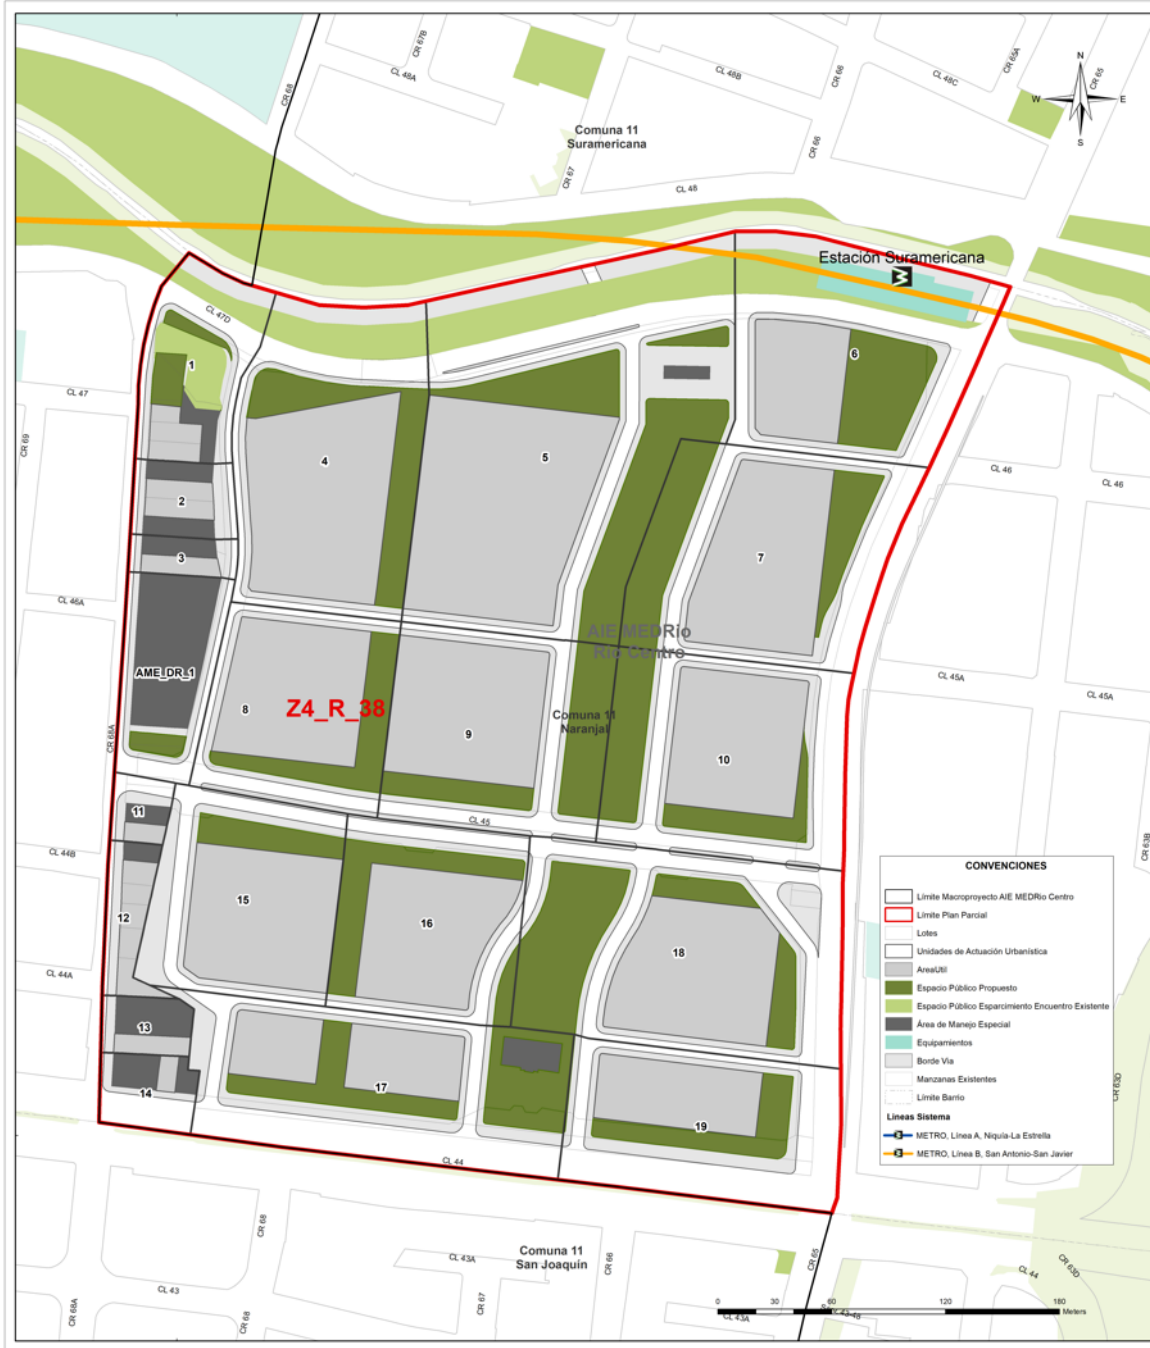 CR 67B
CR 66
CR 65A
CL 48A
CL 48B
CL 48C
CR 65
CR 68
N
W
E
S
Comuna 11
Suramericana
CR 66
CR 67
CL 48
Estación Suramericana
CL 47D
1
6
CL 47
CR 69
4
5
CL 46
CL 46
2
3
7
CL 46A
AIE MEDRio
Rio Centro
AME_DR_1
CL 45A
CL 45A
Z4_R_38
8
Comuna 11
Naranjal
9
CR 68A
10
11
CL 45
CL 44B
CR 63B
15
12
16
18
CL 44A
13
14
17
19
CL 44
CONVENCIONES
Límite Macroproyecto AIE MEDRio Centro
Límite Plan Parcial
Lotes
Unidades de Actuación Urbanística
AreaUtil
Espacio Público Propuesto
Espacio Público Esparcimiento Encuentro Existente
Área de Manejo Especial
Equipamientos
Borde Via
Manzanas Existentes
Límite Barrio
Lineas Sistema
METRO, Línea A, Niquía-La Estrella
METRO, Línea B, San Antonio-San Javier
CR 63D
CR 68
Comuna 11
San Joaquín
CL 43A
CR 66
CR 65
CL 44
CR 63D
CL 43
CR 68A
CR 68
CR 67
0
30
60
120
180
Meters
CL 43A